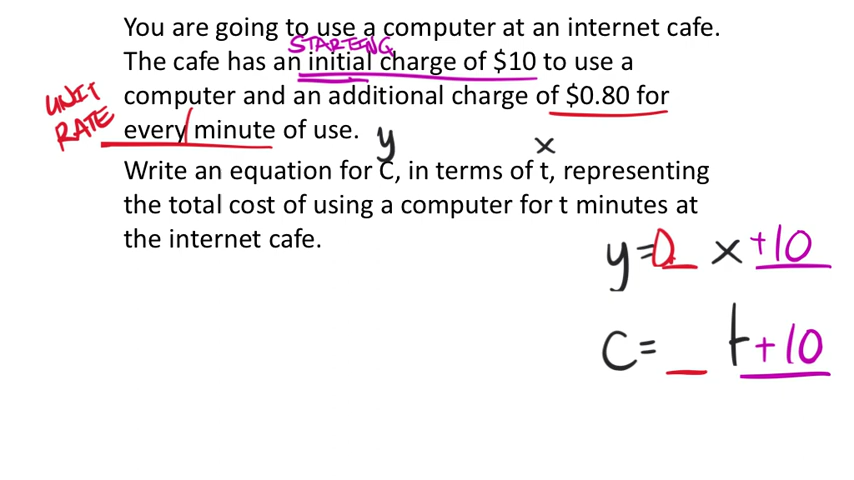 You are going to use a computer at an internet cafe.
STARTING
The cafe has an initial charge of $10 to use a
UNIT
computer and an additional charge of $0.80 for
RATE
every minute of use.
y x
Write an equation for C, in terms of t, representing
the total cost of using a computer for t minutes at
the internet cafe.
y=0. x +10
C= _ t +10